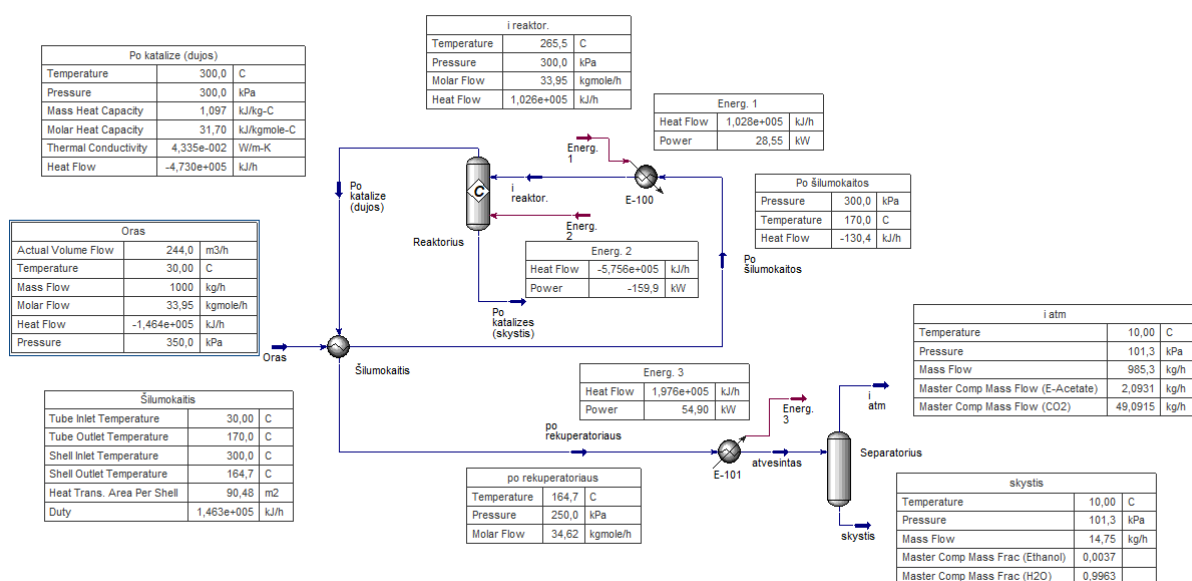 i reaktor.
Temperature 265,5 C
Pressure 300,0 kPa
Molar Flow 33,95 kgmole/h
Heat Flow 1,026e+005 kJ/h
Po katalize (dujos)
Temperature 300,0 C
Pressure 300,0 kPa
Mass Heat Capacity 1,097 kJ/kg-C
Molar Heat Capacity 31,70 kJ/kgmole-C
Thermal Conductivity 4,335e-002 W/m-K
Heat Flow -4,730e+005 kJ/h
Energ. 1
Heat Flow 1,028e+005 kJ/h
Power 28,55 kW
Energ.
1
E-100
Po
katalize
(dujos)
C
i
reaktor.
Energ.
2
Reaktorius
Po šilumokaitos
Pressure 300,0 kPa
Temperature 170,0 C
Heat Flow -130,4 kJ/h
Oras
Actual Volume Flow 244,0 m3/h
Temperature 30,00 C
Mass Flow 1000 kg/h
Molar Flow 33,95 kgmole/h
Heat Flow -1,464e+005 kJ/h
Pressure 350,0 kPa
Energ. 2
Heat Flow -5,756e+005 kJ/h
Power -159,9 kW
Po
šilumokaitos
Po
katalizes
(skystis)
Oras
Šilumokaitis
i atm
Temperature 10,00 C
Pressure 101,3 kPa
Mass Flow 985,3 kg/h
Master Comp Mass Flow (E-Acetate) 2,0931 kg/h
Master Comp Mass Flow (CO2) 49,0915 kg/h
Šilumokaitis
Tube Inlet Temperature 30,00 C
Tube Outlet Temperature 170,0 C
Shell Inlet Temperature 300,0 C
Shell Outlet Temperature 164,7 C
Heat Trans. Area Per Shell 90,48 m2
Duty 1,463e+005 kJ/h
Energ. 3
Heat Flow 1,976e+005 kJ/h
Power 54,90 kW
Energ.
3
i
atm
po
rekuperatoriaus
E-101
atvesintas
Separatorius
po rekuperatoriaus
Temperature 164,7 C
Pressure 250,0 kPa
Molar Flow 34,62 kgmole/h
skystis
skystis
Temperature 10,00 C
Pressure 101,3 kPa
Mass Flow 14,75 kg/h
Master Comp Mass Frac (Ethanol) 0,0037
Master Comp Mass Frac (H2O) 0,9963